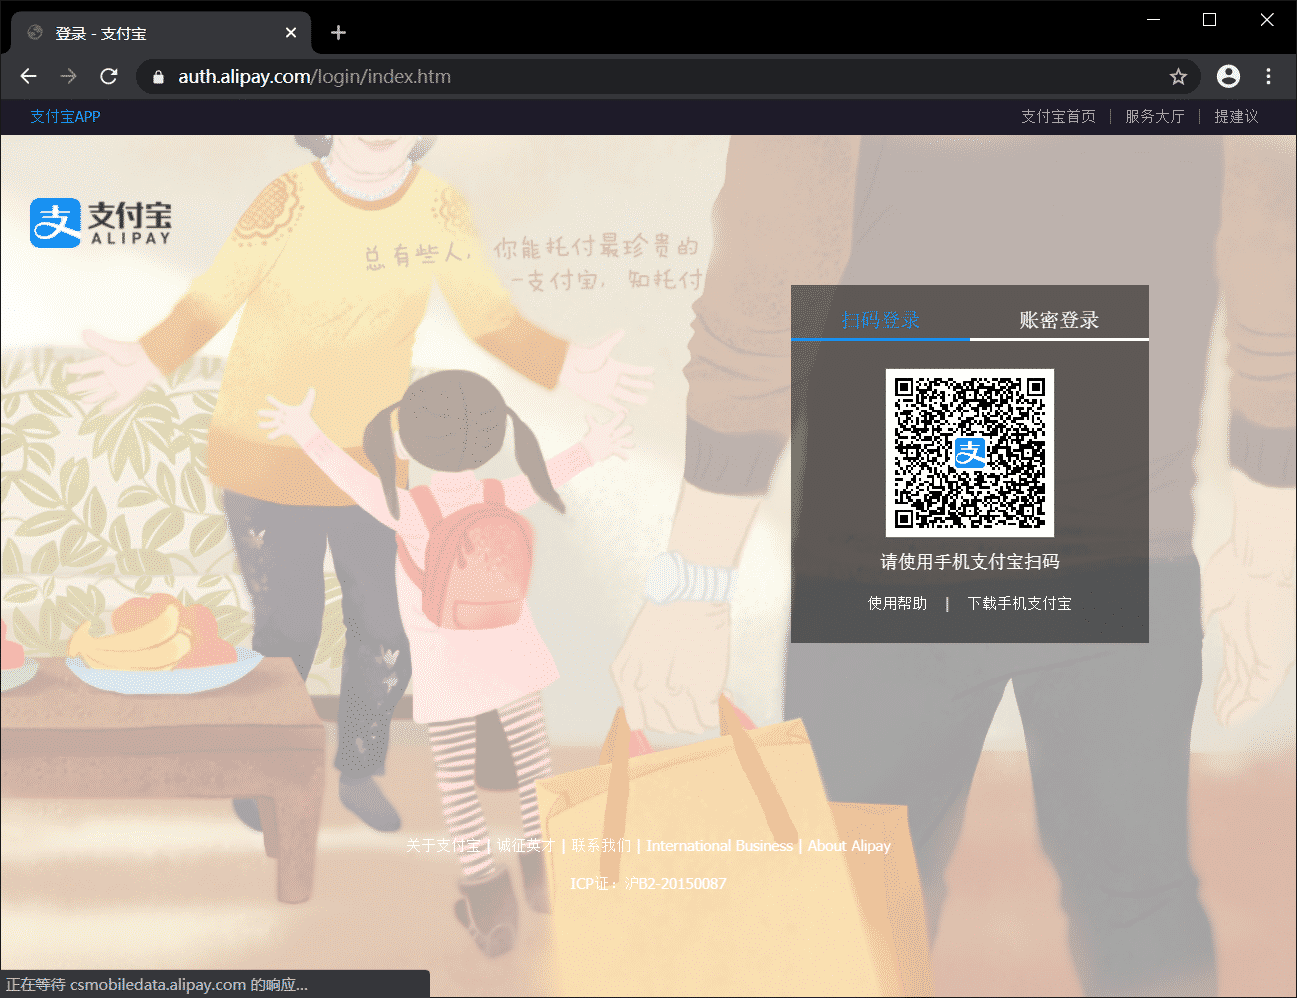 登录 - 支付宝
auth.alipay.com/login/index.htm
支付宝APP
支付宝首页 | 服务大厅 | 提建议
支 支付宝
ALIPAY
总有些人，你能托付最珍贵的
-支付宝，知托付
扫码登录 账密登录
支
请使用手机支付宝扫码
使用帮助 | 下载手机支付宝
关于支付宝 | 诚征英才 | 联系我们 | International Business | About Alipay
ICP证：沪B2-20150087
正在等待 csmobiledata.alipay.com 的响应...